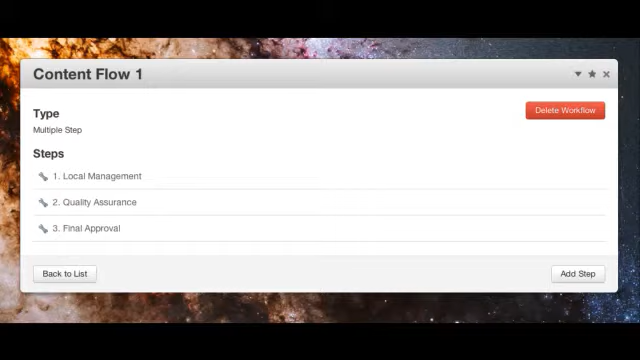 Content Flow 1
Type
Delete Workflow
Multiple Step
Steps
1. Local Management
2. Quality Assurance
3. Final Approval
Back to List
Add Step